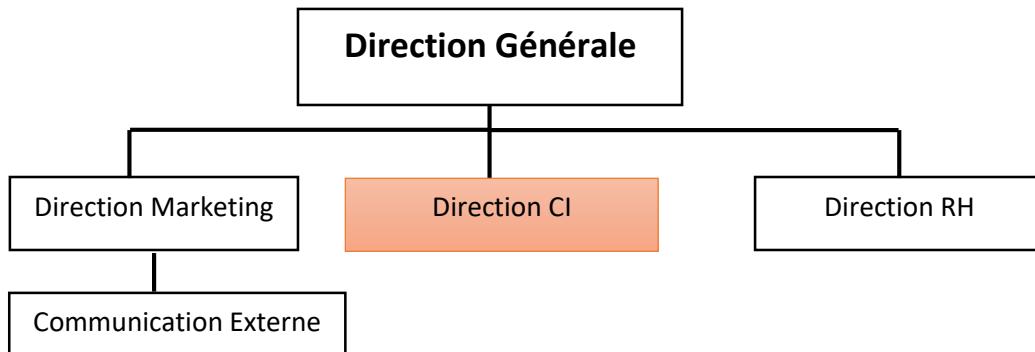 Direction Générale
Direction Marketing
Direction CI
Direction RH
Communication Externe